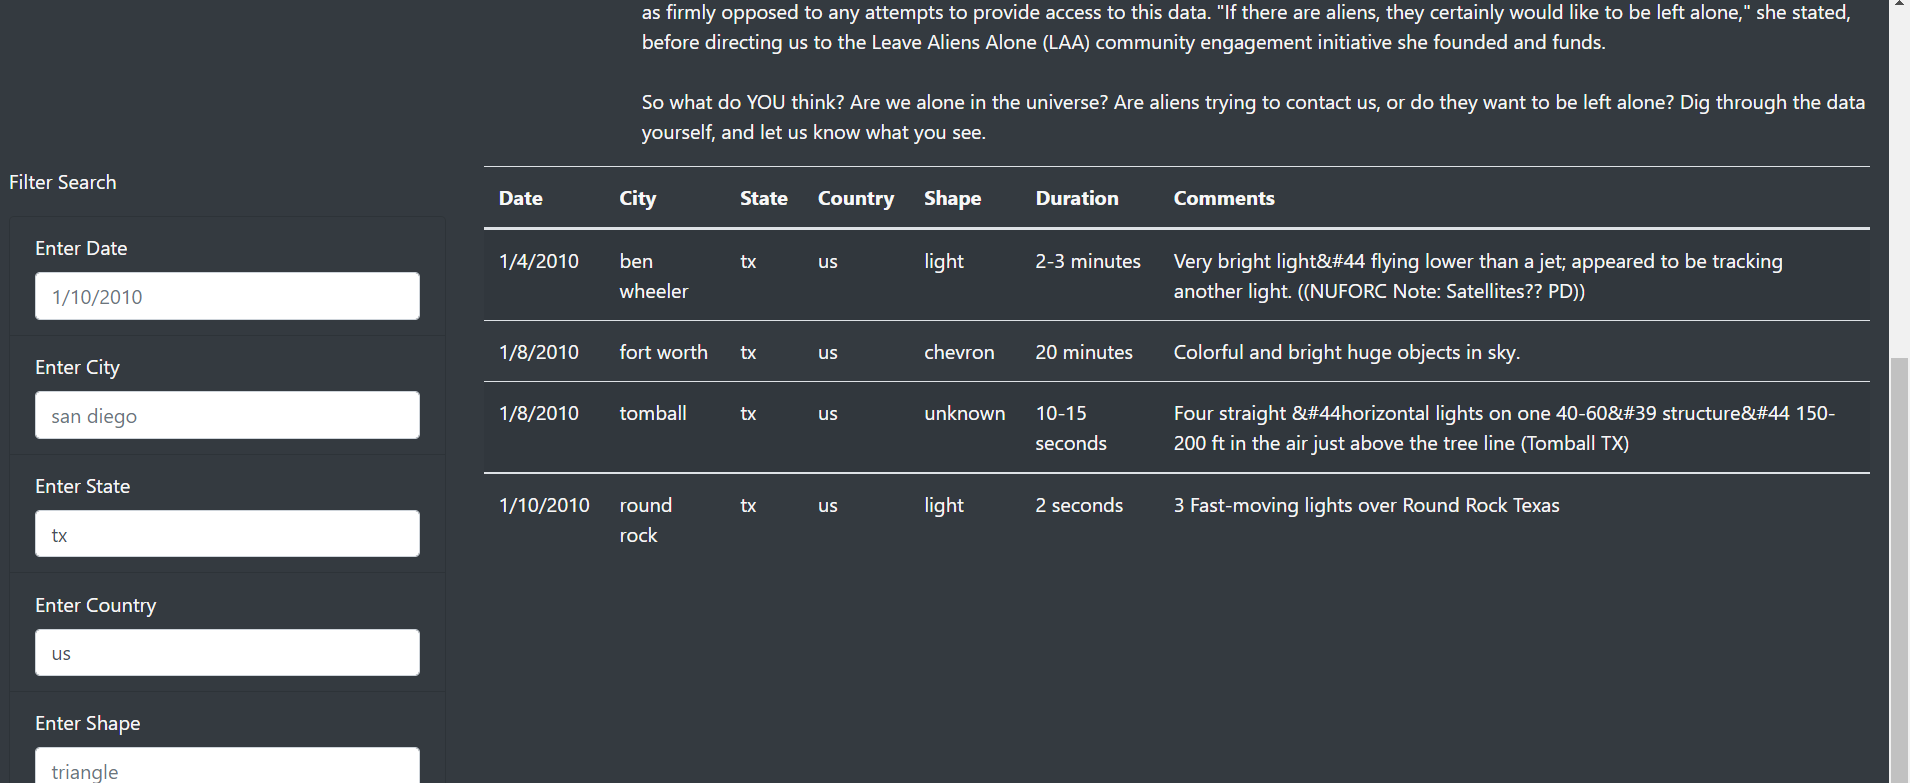 as firmly opposed to any attempts to provide access to this data. "If there are aliens, they certainly would like to be left alone," she stated,
before directing us to the Leave Aliens Alone (LAA) community engagement initiative she founded and funds.
So what do YOU think? Are we alone in the universe? Are aliens trying to contact us, or do they want to be left alone? Dig through the data
yourself, and let us know what you see.
Filter Search
Enter Date
1/10/2010
Enter City
san diego
Enter State
tx
Enter Country
us
Enter Shape
triangle
Date City State Country Shape Duration Comments
1/4/2010 ben tx us light 2-3 minutes Very bright light&#44 flying lower than a jet; appeared to be tracking
wheeler another light. ((NUFORC Note: Satellites?? PD))
1/8/2010 fort worth tx us chevron 20 minutes Colorful and bright huge objects in sky.
1/8/2010 tomball tx us unknown 10-15 Four straight &#44horizontal lights on one 40-60&#39 structure&#44 150-
seconds 200 ft in the air just above the tree line (Tomball TX)
1/10/2010 round tx us light 2 seconds 3 Fast-moving lights over Round Rock Texas
rock